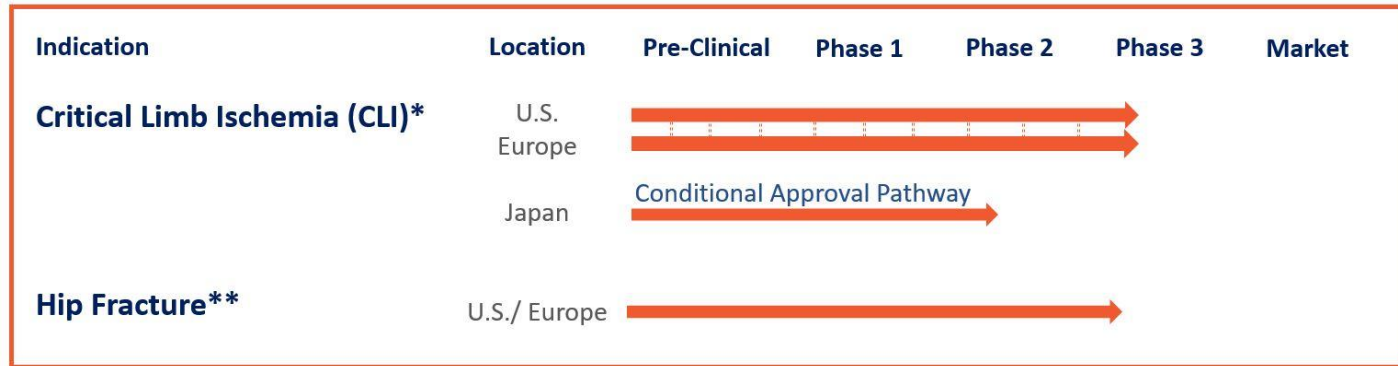 Indication Location Pre-Clinical Phase 1 Phase 2 Phase 3 Market
Critical Limb Ischemia (CLI)* U.S.
Europe
Conditional Approval Pathway
Japan
Hip Fracture** U.S./ Europe